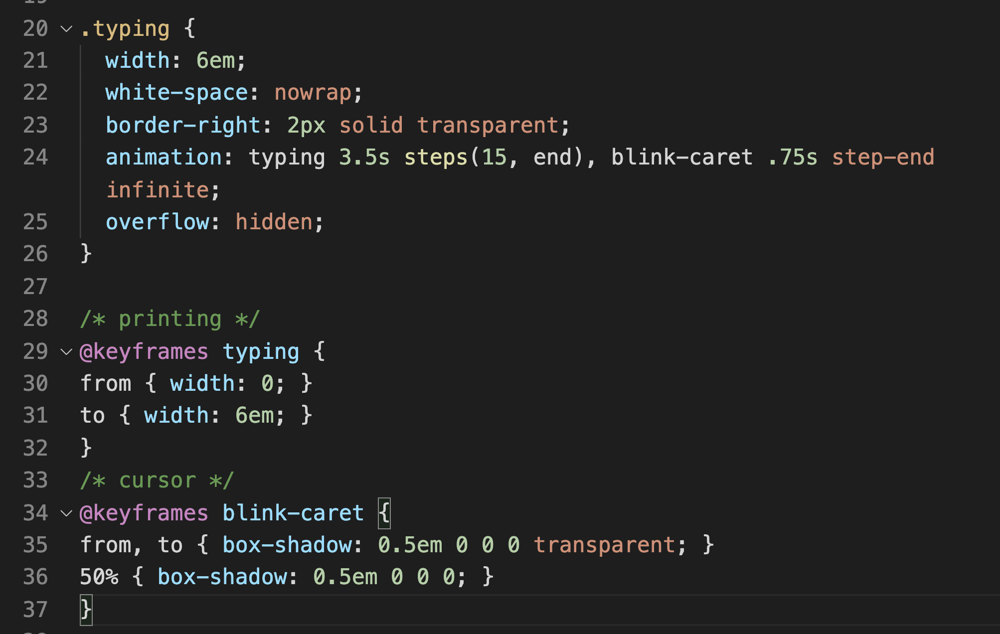 20 .typing {
21 width: 6em;
22 white-space: nowrap;
23 border-right: 2px solid transparent;
24 animation: typing 3.5s steps(15, end), blink-caret .75s step-end
infinite;
25 overflow: hidden;
26 }
27
28 /* printing */
29 @keyframes typing {
30 from { width: 0; }
31 to { width: 6em; }
32 }
33 /* cursor */
34 @keyframes blink-caret {
35 from, to { box-shadow: 0.5em 0 0 0 transparent; }
36 50% { box-shadow: 0.5em 0 0 0; }
37 }